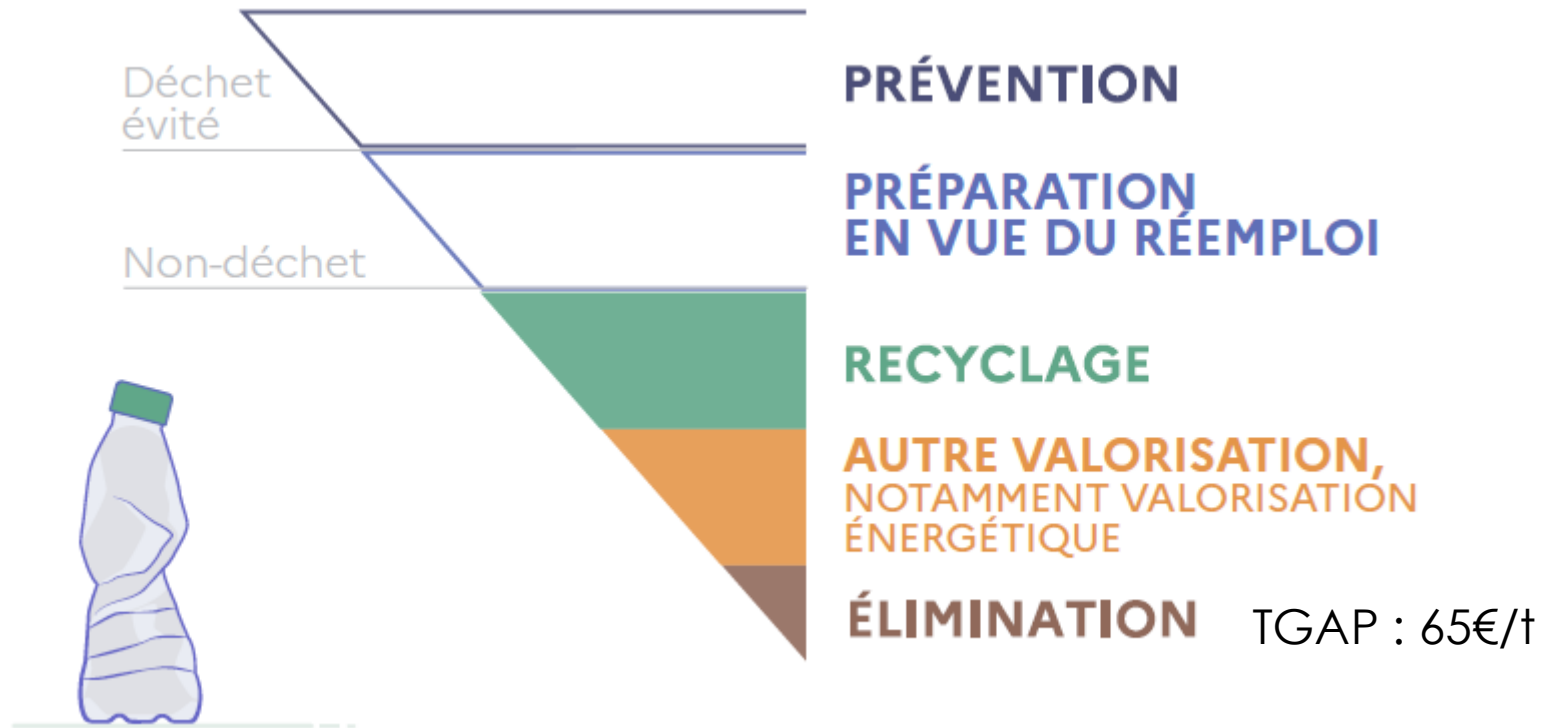 Déchet
évité
PRÉVENTION
PRÉPARATION
EN VUE DU RÉEMPLOI
Non-déchet
RECYCLAGE
AUTRE VALORISATION,
NOTAMMENT VALORISATION
ÉNERGÉTIQUE
ÉLIMINATION TGAP : 65€/t